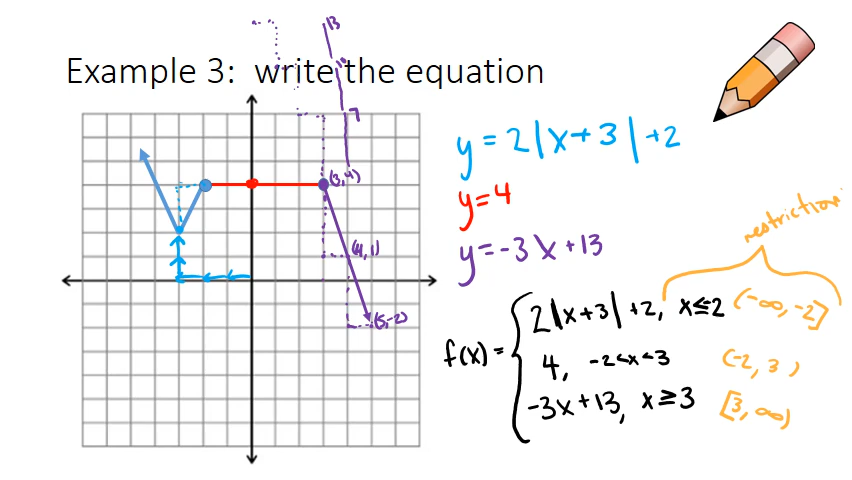 13
Example 3: write the equation
10
7
y = 2|x+3| +2
(3,4)
y=4
restriction
(4,1)
y=-3x+13
(5,-2)
f(x) = { 2|x+3| +2, x≤2 (-∞, -2]
4, -2<x<3 (-2, 3)
-3x+13, x≥3 [3, ∞)